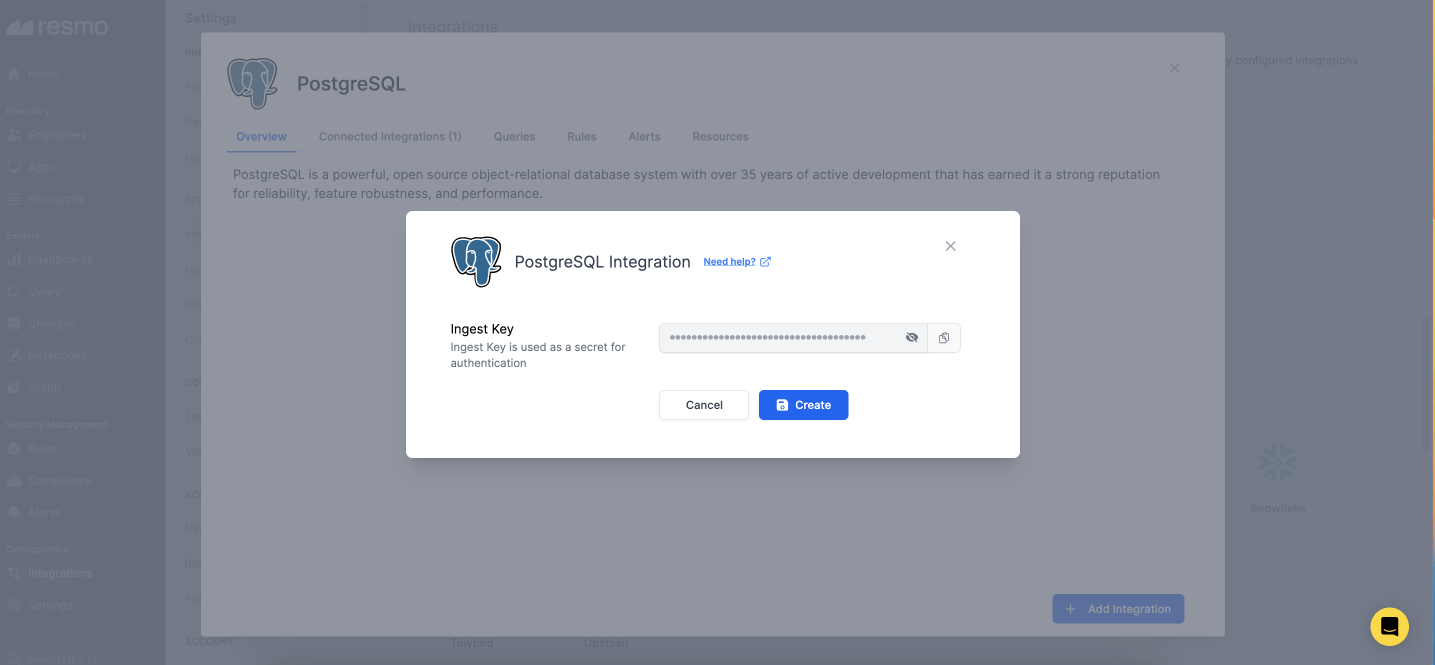 resmo
Home
Inventory
Employees
Apps
Resources
Explore
Dashboards
Query
Changes
Notebooks
Graph
Security Management
Rules
Compliance
Alerts
Configuration
Integrations
Settings
Search (⌘ + K)
Settings
ACCOUNT
Integrations
y configured integrations
Snowflake
Tinybird
Upstash
PostgreSQL
Overview
Connected Integrations (1)
Queries
Rules
Alerts
Resources
PostgreSQL is a powerful, open source object-relational database system with over 35 years of active development that has earned it a strong reputation
for reliability, feature robustness, and performance.
Add Integration
PostgreSQL Integration
Need help?
Ingest Key
Ingest Key is used as a secret for
authentication
Cancel
Create